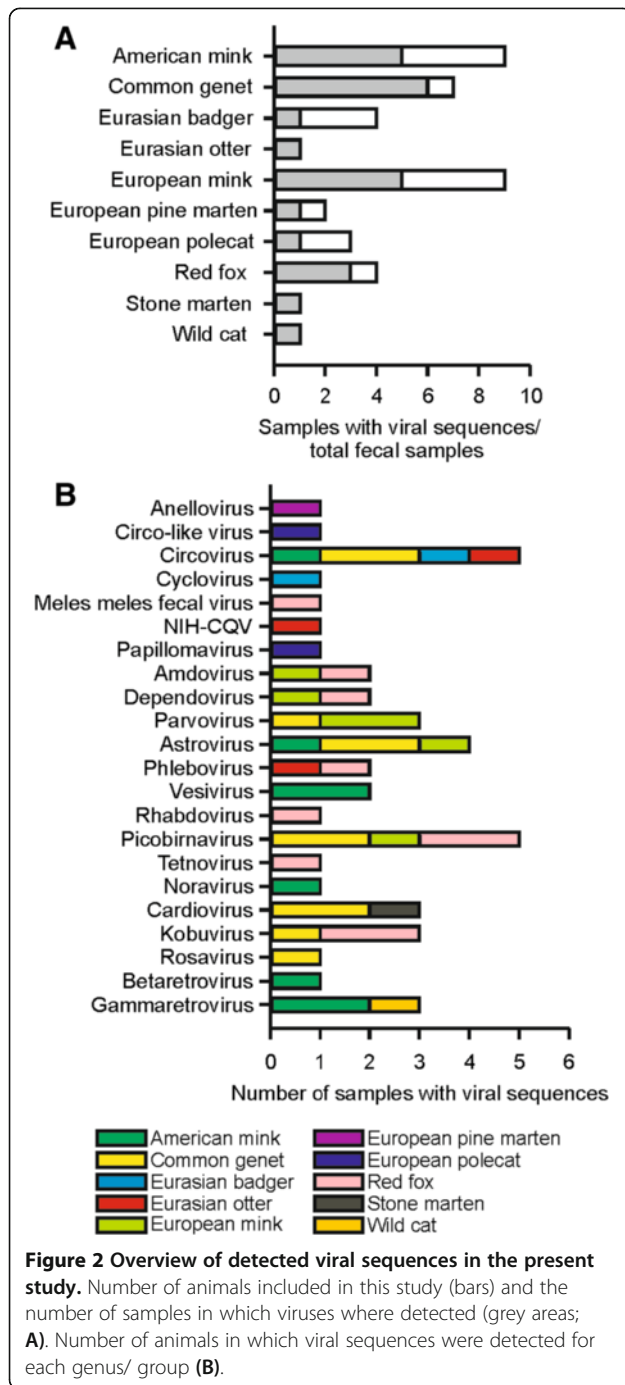 A
American mink
Common genet
Eurasian badger
Eurasian otter
European mink
European pine marten
European polecat
Red fox
Stone marten
Wild cat
0 2 4 6 8 10
Samples with viral sequences/
total fecal samples
B
Anellovirus
Circo-like virus
Circovirus
Cyclovirus
Meles meles fecal virus
NIH-CQV
Papillomavirus
Amdovirus
Dependovirus
Parvovirus
Astrovirus
Phlebovirus
Vesivirus
Rhabdovirus
Picobirnavirus
Tetnovirus
Noravirus
Cardiovirus
Kobuvirus
Rosavirus
Betaretrovirus
Gammaretrovirus
0 1 2 3 4 5 6
Number of samples with viral sequences
American mink
Common genet
Eurasian badger
Eurasian otter
European mink
European pine marten
European polecat
Red fox
Stone marten
Wild cat
Figure 2 Overview of detected viral sequences in the present
study. Number of animals included in this study (bars) and the
number of samples in which viruses where detected (grey areas;
A). Number of animals in which viral sequences were detected for
each genus/ group (B).